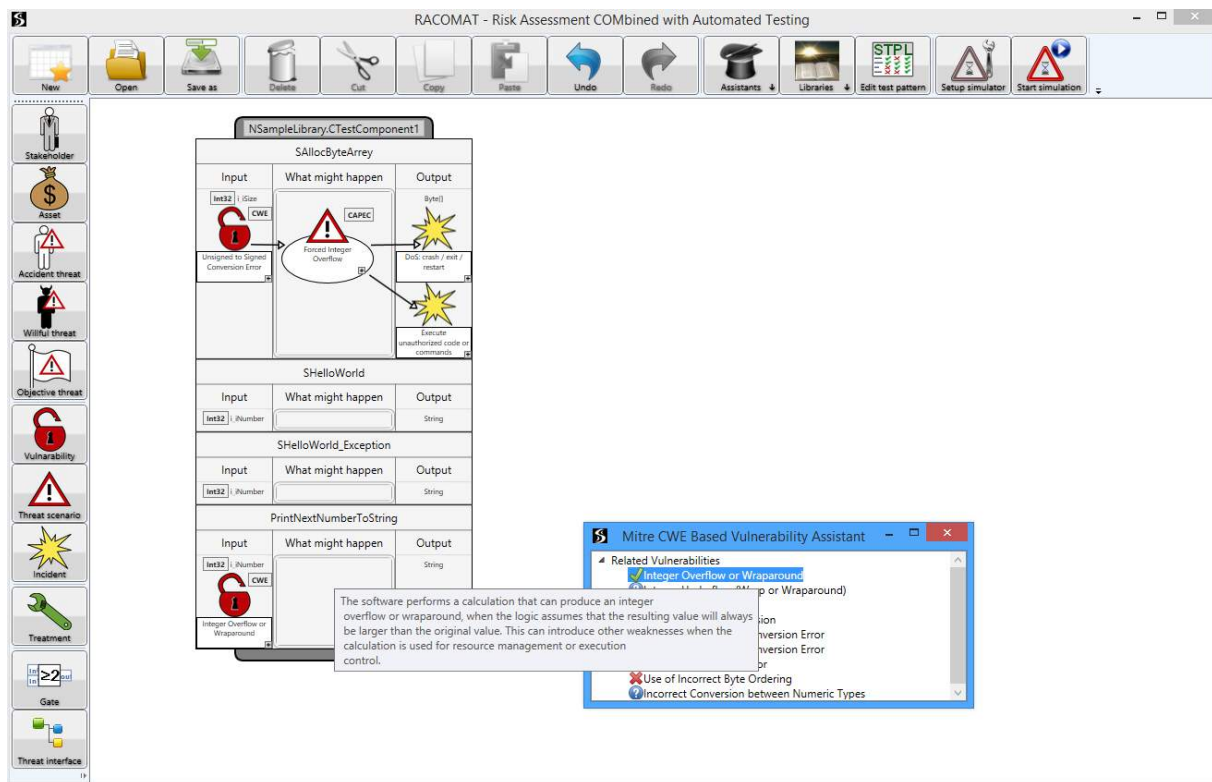 RACOMAT - Risk Assessment COMbined with Automated Testing
New
Open
Save as
Delete
Cut
Copy
Paste
Undo
Redo
Assistants
Libraries
STPL
Edit test pattern
Setup simulator
Start simulation
Stakeholder
Asset
Accident threat
Willful threat
Objective threat
Vulnarability
Threat scenario
Incident
Treatment
≥2
Gate
Threat interface
NSampleLibrary.CTestComponent1
SAllocByteArrey
Input What might happen Output
Int32 i_iSize
Byte[]
CWE
CAPEC
Unsigned to Signed
Conversion Error
Forced Integer
Overflow
DoS: crash / exit /
restart
Execute
unauthorized code or
commands
SHelloWorld
Input What might happen Output
Int32 i_iNumber String
SHelloWorld_Exception
Input What might happen Output
Int32 i_iNumber String
PrintNextNumberToString
Input What might happen Output
Int32 i_iNumber String
CWE
Integer Overflow or
Wraparound
The software performs a calculation that can produce an integer
overflow or wraparound, when the logic assumes that the resulting value will always
be larger than the original value. This can introduce other weaknesses when the
calculation is used for resource management or execution
control.
Mitre CWE Based Vulnerability Assistant
Related Vulnerabilities
Integer Overflow or Wraparound
or Wraparound)
Error
Error
Use of Incorrect Byte Ordering
Incorrect Conversion between Numeric Types